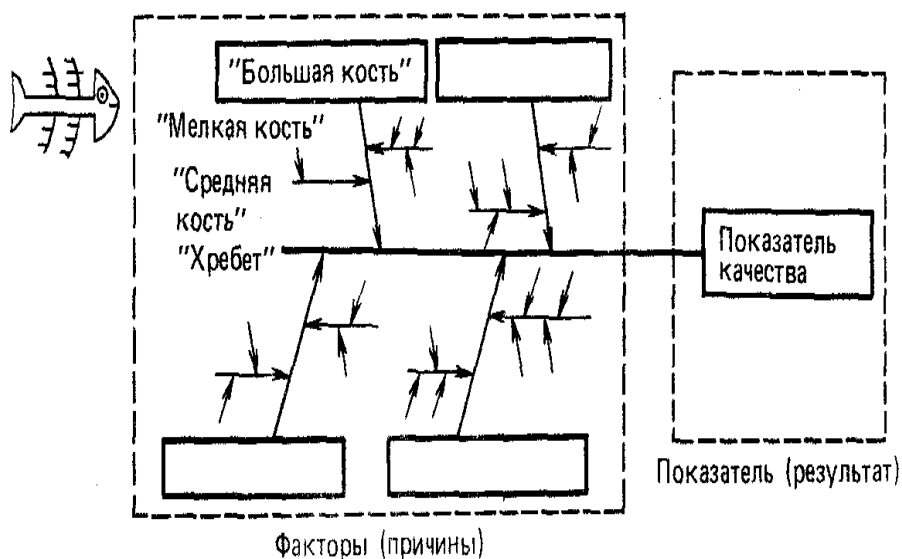 "Большая кость"
"Мелкая кость"
"Средняя
кость"
"Хребет"
Показатель
качества
Показатель (результат)
Факторы (причины)